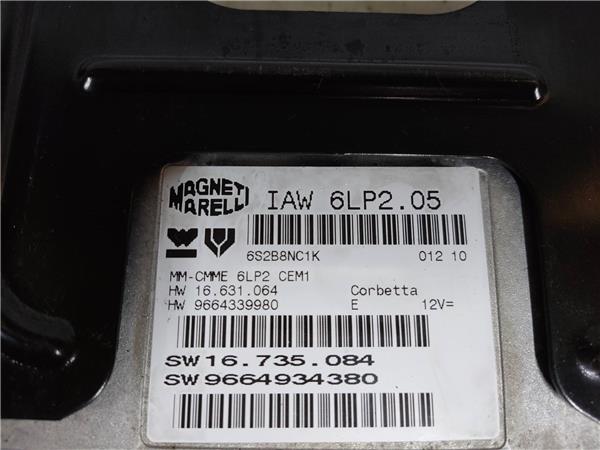 MAGNETI
MARELLI
IAW 6LP2.05
6S2B8NC1K 012 10
MM-CMME 6LP2 CEM1
HW 16.631.064 Corbetta
HW 9664339980 E 12V=
SW 16.735.084
SW 9664934380